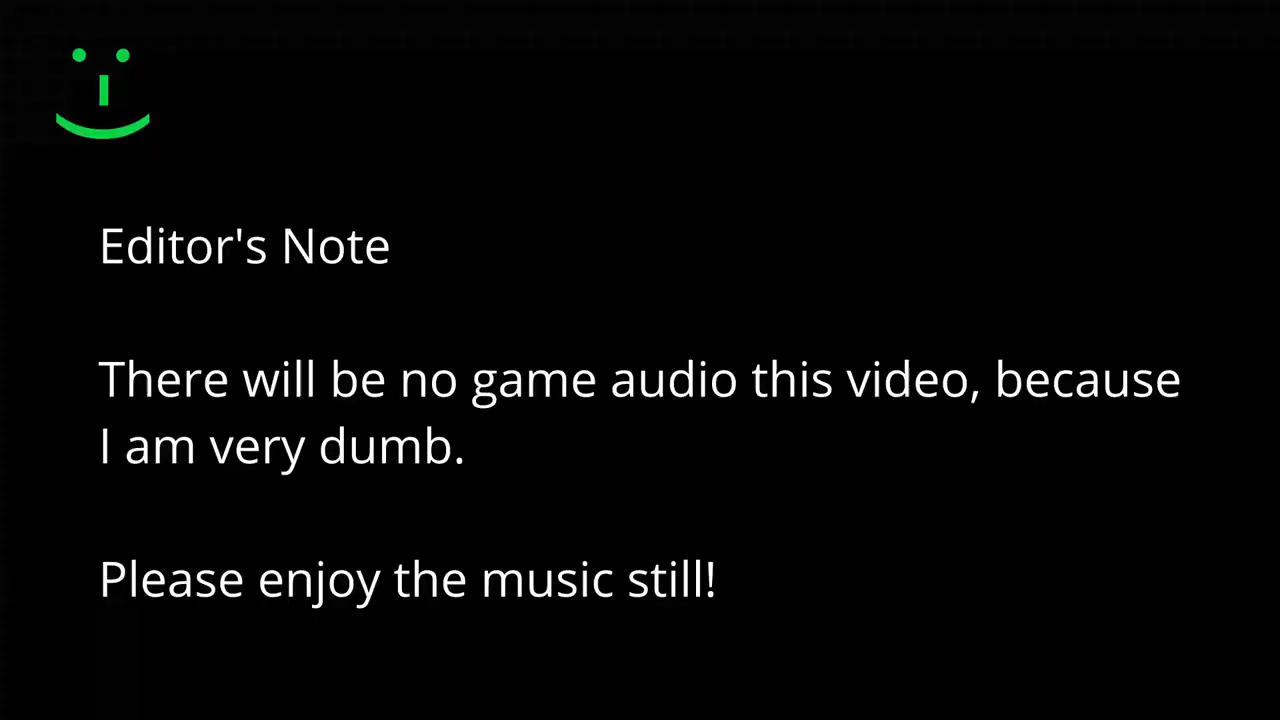 Editor's Note
There will be no game audio this video, because
I am very dumb.
Please enjoy the music still!